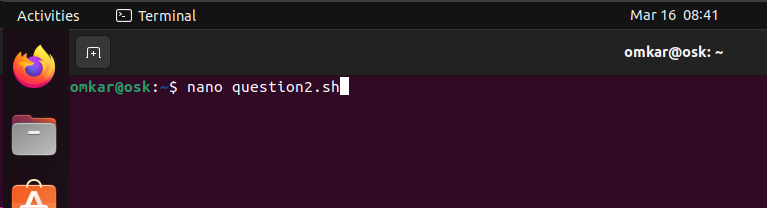 Activities Terminal Mar 16 08:41
omkar@osk: ~
omkar@osk:~$ nano question2.sh